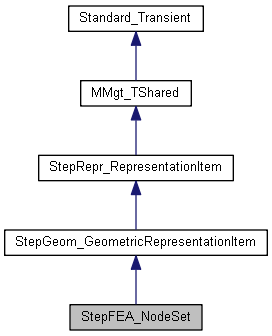 Standard_Transient
MMgt_TShared
StepRepr_RepresentationItem
StepGeom_GeometricRepresentationItem
StepFEA_NodeSet